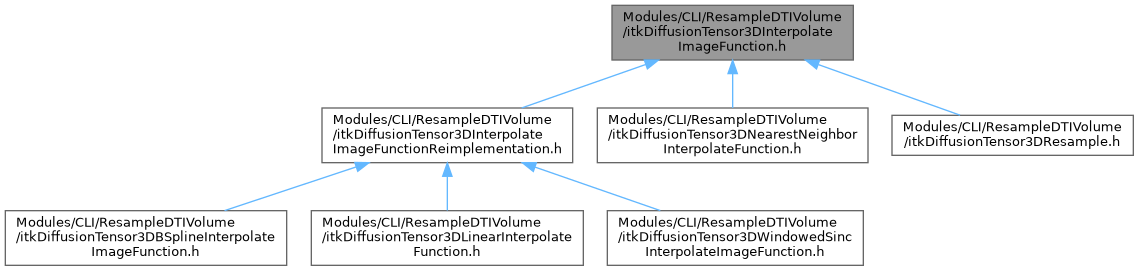 Modules/CLI/ResampleDTIVolume
/itkDiffusionTensor3DInterpolate
ImageFunction.h
Modules/CLI/ResampleDTIVolume
/itkDiffusionTensor3DInterpolate
ImageFunctionReimplementation.h
Modules/CLI/ResampleDTIVolume
/itkDiffusionTensor3DNearestNeighbor
InterpolateFunction.h
Modules/CLI/ResampleDTIVolume
/itkDiffusionTensor3DResample.h
Modules/CLI/ResampleDTIVolume
/itkDiffusionTensor3DBSplineInterpolate
ImageFunction.h
Modules/CLI/ResampleDTIVolume
/itkDiffusionTensor3DLinearInterpolate
Function.h
Modules/CLI/ResampleDTIVolume
/itkDiffusionTensor3DWindowedSinc
InterpolateImageFunction.h